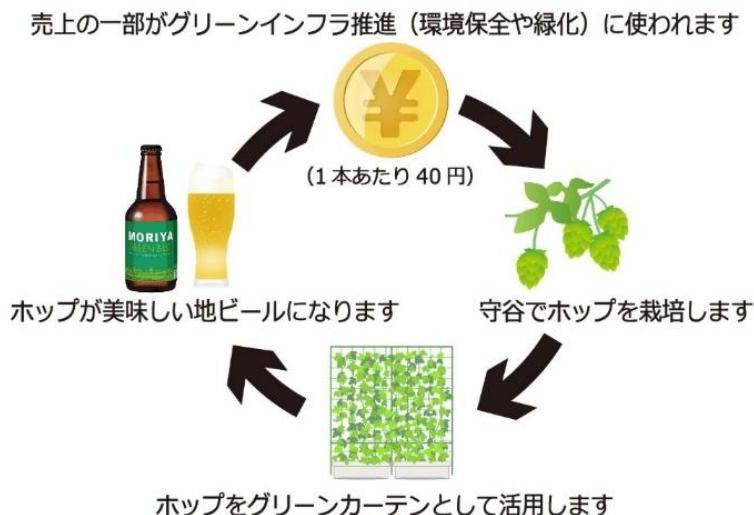 売上の一部がグリーンインフラ推進（環境保全や緑化）に使われます
（1本あたり40円）
MORIYA
GREEN BEER
ホップが美味しい地ビールになります
守谷でホップを栽培します
ホップをグリーンカーテンとして活用します